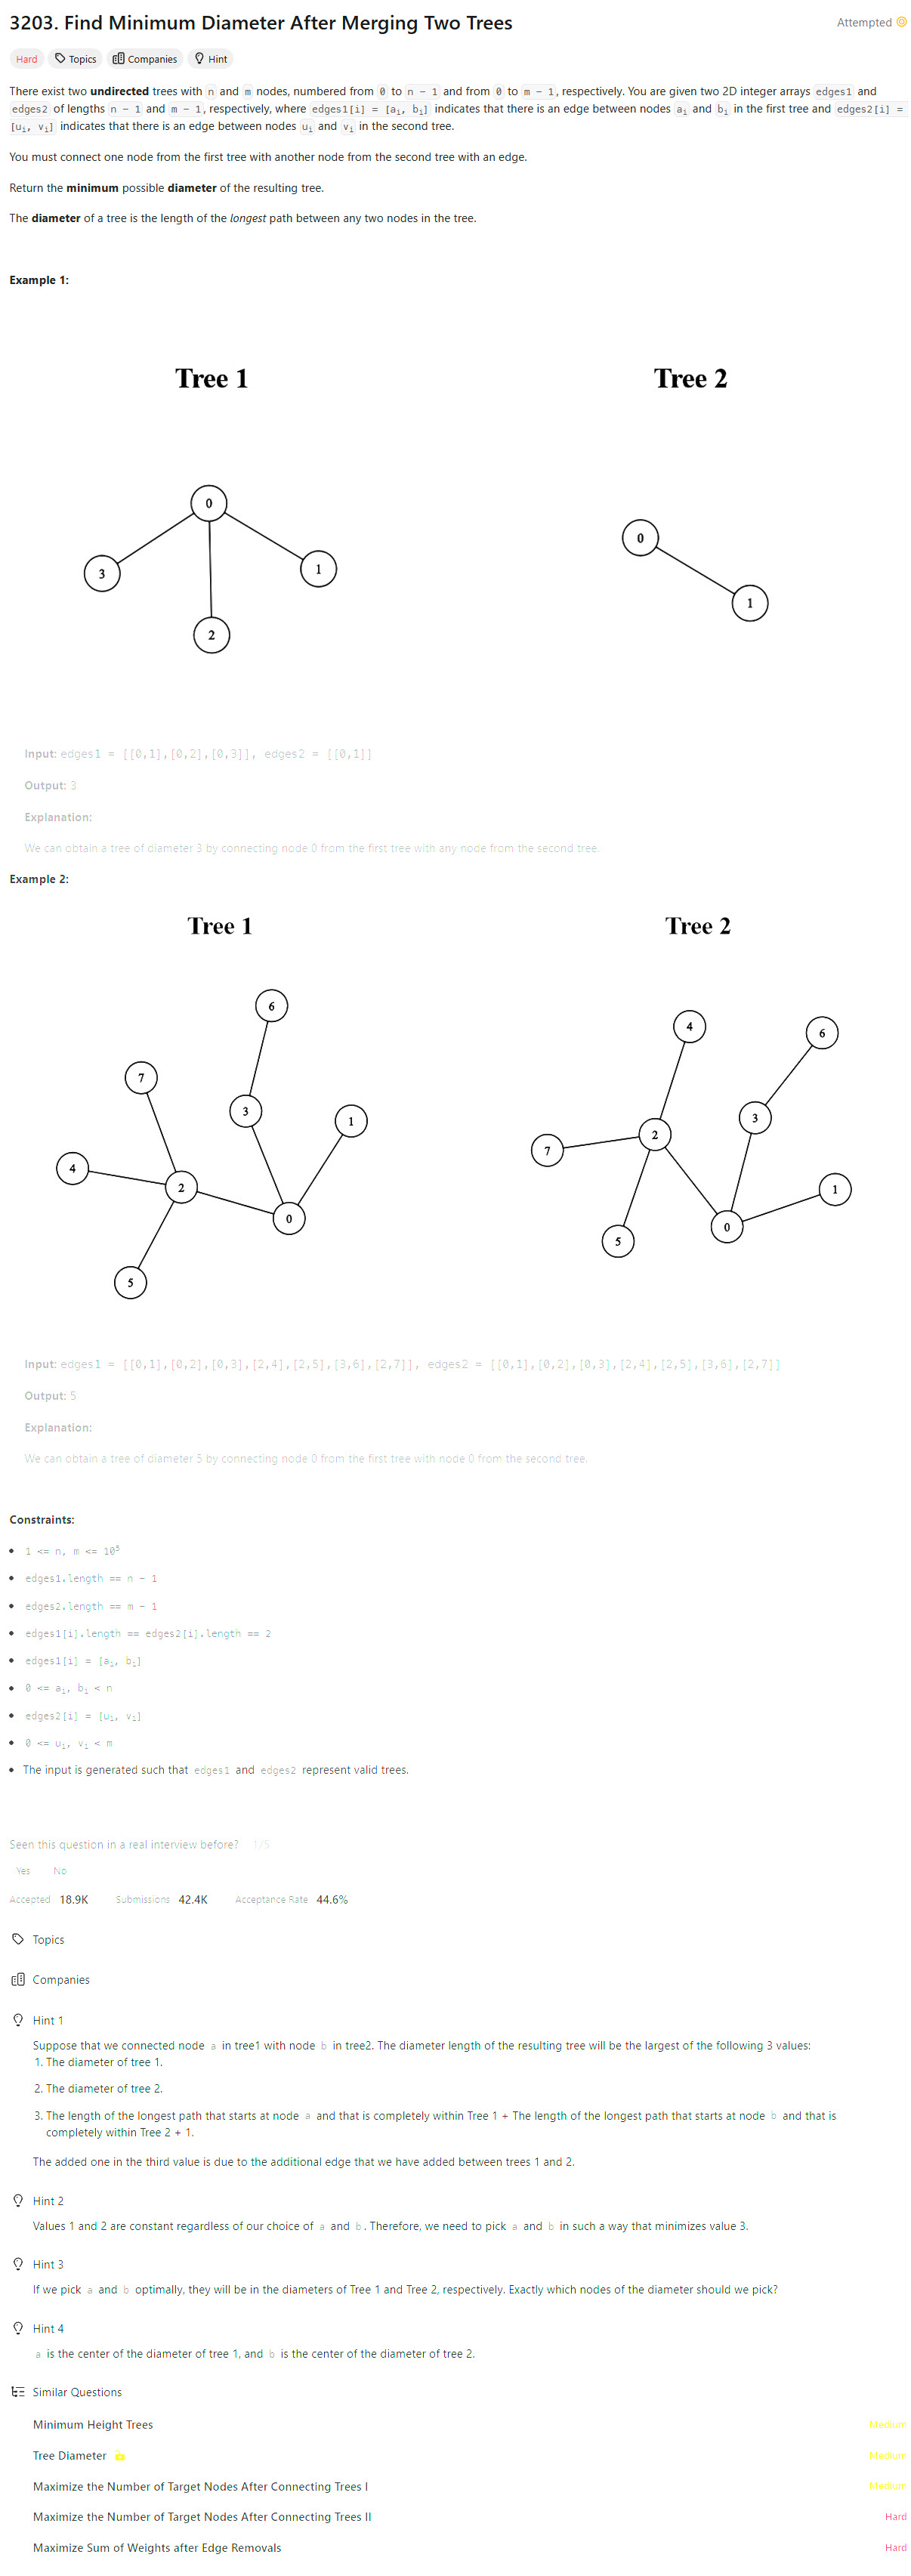 3203. Find Minimum Diameter After Merging Two Trees
Attempted
Hard Topics Companies Hint
There exist two undirected trees with n and m nodes, numbered from 0 to n - 1 and from 0 to m - 1, respectively. You are given two 2D integer arrays edges1 and
edges2 of lengths n - 1 and m - 1, respectively, where edges1[i] = [aᵢ, bᵢ] indicates that there is an edge between nodes aᵢ and bᵢ in the first tree and edges2[i] =
[uᵢ, vᵢ] indicates that there is an edge between nodes uᵢ and vᵢ in the second tree.
You must connect one node from the first tree with another node from the second tree with an edge.
Return the minimum possible diameter of the resulting tree.
The diameter of a tree is the length of the longest path between any two nodes in the tree.
Example 1:
Tree 1
Tree 2
0
3
2
1
0
1
Input: edges1 = [[0,1],[0,2],[0,3]], edges2 = [[0,1]]
Output: 3
Explanation:
We can obtain a tree of diameter 3 by connecting node 0 from the first tree with any node from the second tree.
Example 2:
Tree 1
Tree 2
6
7
3
1
4
2
0
5
4
6
3
2
7
1
0
5
Input: edges1 = [[0,1],[0,2],[0,3],[2,4],[2,5],[3,6],[2,7]], edges2 = [[0,1],[0,2],[0,3],[2,4],[2,5],[3,6],[2,7]]
Output: 5
Explanation:
We can obtain a tree of diameter 5 by connecting node 0 from the first tree with node 0 from the second tree.
Constraints:
• 1 <= n, m <= 10⁵
• edges1.length == n - 1
• edges2.length == m - 1
• edges1[i].length == edges2[i].length == 2
• edges1[i] = [aᵢ, bᵢ]
• 0 <= aᵢ, bᵢ < n
• edges2[i] = [uᵢ, vᵢ]
• 0 <= uᵢ, vᵢ < m
• The input is generated such that edges1 and edges2 represent valid trees.
Seen this question in a real interview before? 1/5
Yes No
Accepted 18.9K Submissions 42.4K Acceptance Rate 44.6%
Topics
Companies
Hint 1
Suppose that we connected node a in tree1 with node b in tree2. The diameter length of the resulting tree will be the largest of the following 3 values:
1. The diameter of tree 1.
2. The diameter of tree 2.
3. The length of the longest path that starts at node a and that is completely within Tree 1 + The length of the longest path that starts at node b and that is
completely within Tree 2 + 1.
The added one in the third value is due to the additional edge that we have added between trees 1 and 2.
Hint 2
Values 1 and 2 are constant regardless of our choice of a and b. Therefore, we need to pick a and b in such a way that minimizes value 3.
Hint 3
If we pick a and b optimally, they will be in the diameters of Tree 1 and Tree 2, respectively. Exactly which nodes of the diameter should we pick?
Hint 4
a is the center of the diameter of tree 1, and b is the center of the diameter of tree 2.
Similar Questions
Minimum Height Trees Medium
Tree Diameter Medium
Maximize the Number of Target Nodes After Connecting Trees I Medium
Maximize the Number of Target Nodes After Connecting Trees II Hard
Maximize Sum of Weights after Edge Removals Hard